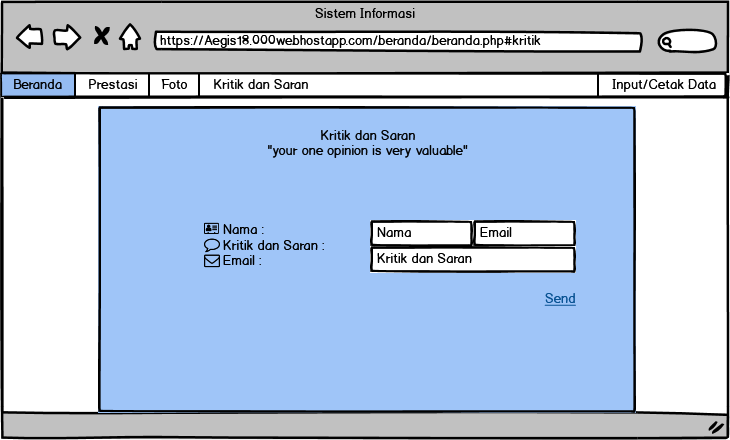 Sistem Informasi
https://Aegis18.000webhostapp.com/beranda/beranda.php#kritik
Beranda Prestasi Foto Kritik dan Saran Input/Cetak Data
Kritik dan Saran
"your one opinion is very valuable"
Nama : Nama Email
Kritik dan Saran :
Email : Kritik dan Saran
Send